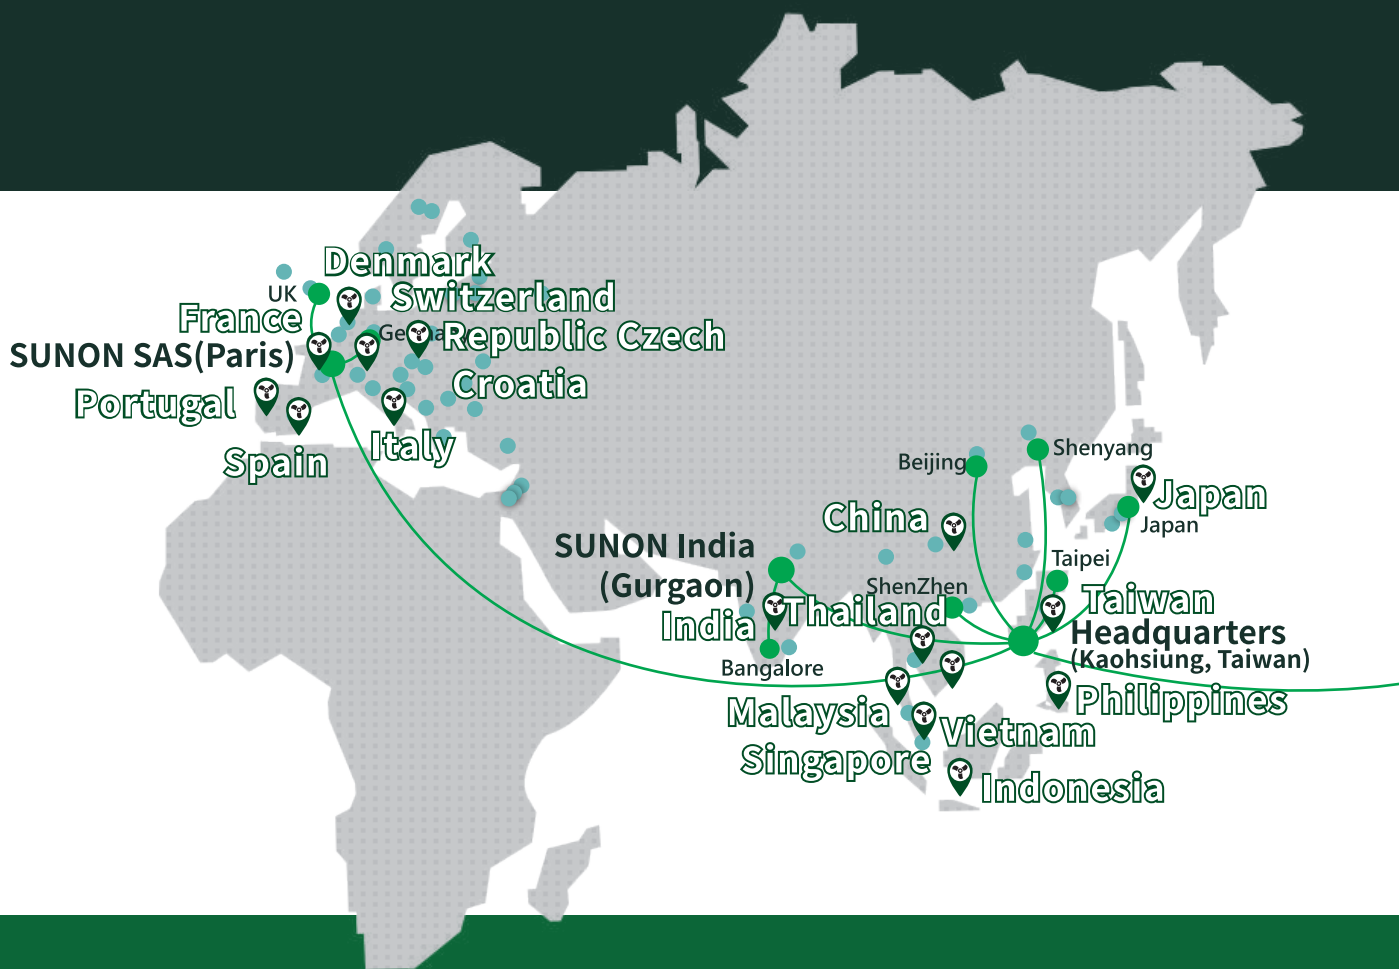 Denmark
UK
Switzerland
France
Germany
Republic Czech
SUNON SAS(Paris)
Croatia
Portugal
Italy
Spain
Shenyang
Beijing
Japan
China
Japan
SUNON India
(Gurgaon)
Taipei
ShenZhen
Thailand
Taiwan
India
Headquarters
(Kaohsiung, Taiwan)
Bangalore
Philippines
Malaysia
Vietnam
Singapore
Indonesia